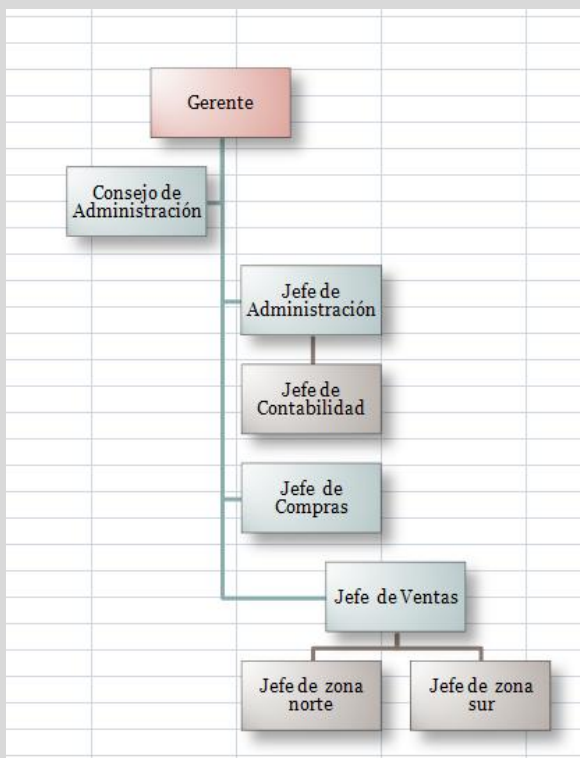 Gerente
Consejo de
Administración
Jefe de
Administración
Jefe de
Contabilidad
Jefe de
Compras
Jefe de Ventas
Jefe de zona
norte
Jefe de zona
sur